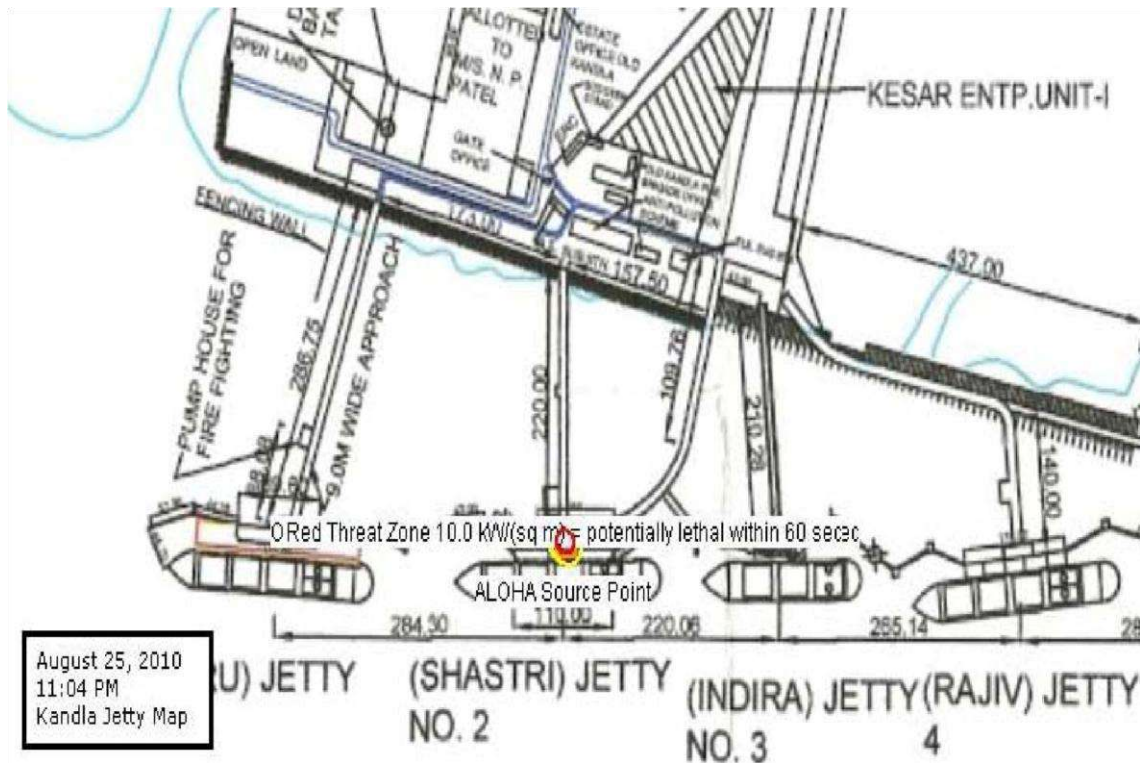 ALLOTTED
TO
M/S. N. P.
PATEL
OPEN LAND
ESTATE
OFFICE OLD
KANDLA
KESAR ENTP.UNIT-I
GATE
OFFICE
FENCING WALL
173.00
157.50
437.00
PUMP HOUSE FOR
FIRE FIGHTING
286.75
9.0M WIDE APPROACH
220.00
109.76
210.28
140.00
O Red Threat Zone 10.0 kW/(sq m) = potentially lethal within 60 sec
ALOHA Source Point
110.00
284.30
220.06
265.14
RU) JETTY
(SHASTRI) JETTY
NO. 2
(INDIRA) JETTY
NO. 3
(RAJIV) JETTY
4
August 25, 2010
11:04 PM
Kandla Jetty Map